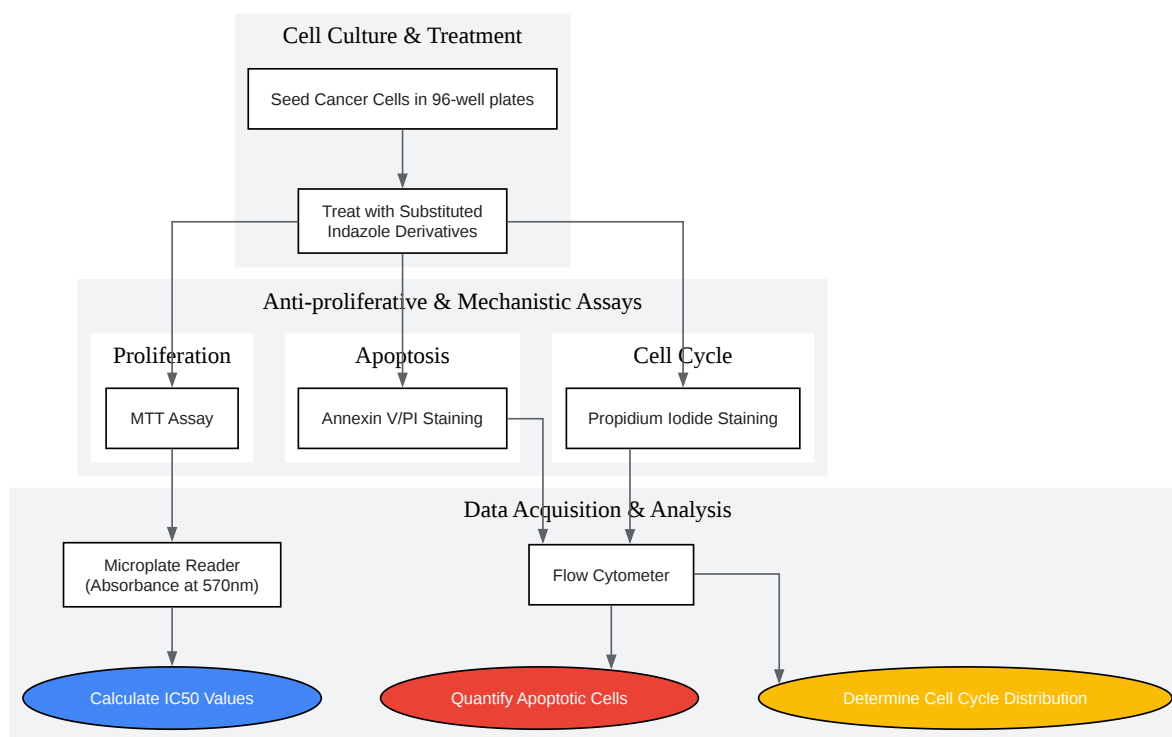 Cell Culture & Treatment
Seed Cancer Cells in 96-well plates
Treat with Substituted
Indazole Derivatives
Anti-proliferative & Mechanistic Assays
Proliferation
Apoptosis
Cell Cycle
MTT Assay
Annexin V/PI Staining
Propidium Iodide Staining
Data Acquisition & Analysis
Microplate Reader
(Absorbance at 570nm)
Flow Cytometer
Calculate IC50 Values
Quantify Apoptotic Cells
Determine Cell Cycle Distribution